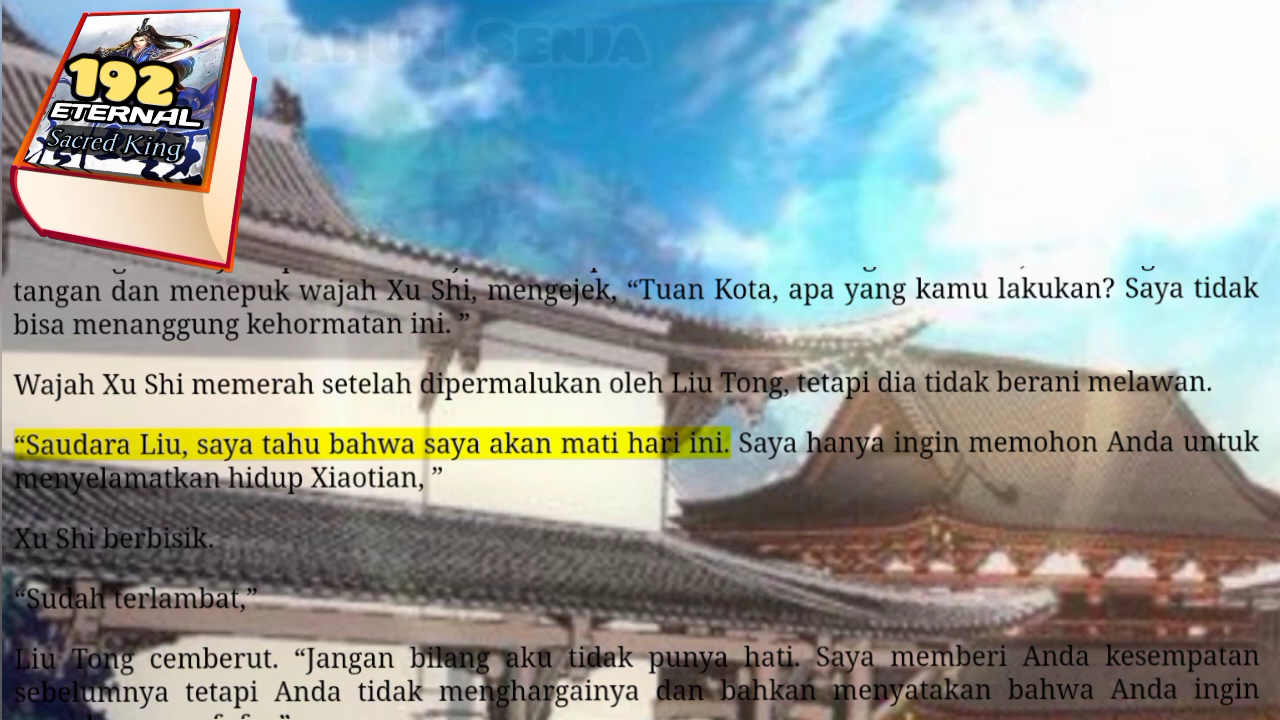 Tahun Senja
192
ETERNAL
Sacred King
tangan dan menepuk wajah Xu Shi, mengejek, “Tuan Kota, apa yang kamu lakukan? Saya tidak
bisa menanggung kehormatan ini. ”
Wajah Xu Shi memerah setelah dipermalukan oleh Liu Tong, tetapi dia tidak berani melawan.
“Saudara Liu, saya tahu bahwa saya akan mati hari ini. Saya hanya ingin memohon Anda untuk
menyelamatkan hidup Xiaotian, ”
Xu Shi berbisik.
“Sudah terlambat,”
Liu Tong cemberut. “Jangan bilang aku tidak punya hati. Saya memberi Anda kesempatan
sebelumnya tetapi Anda tidak menghargainya dan bahkan menyatakan bahwa Anda ingin